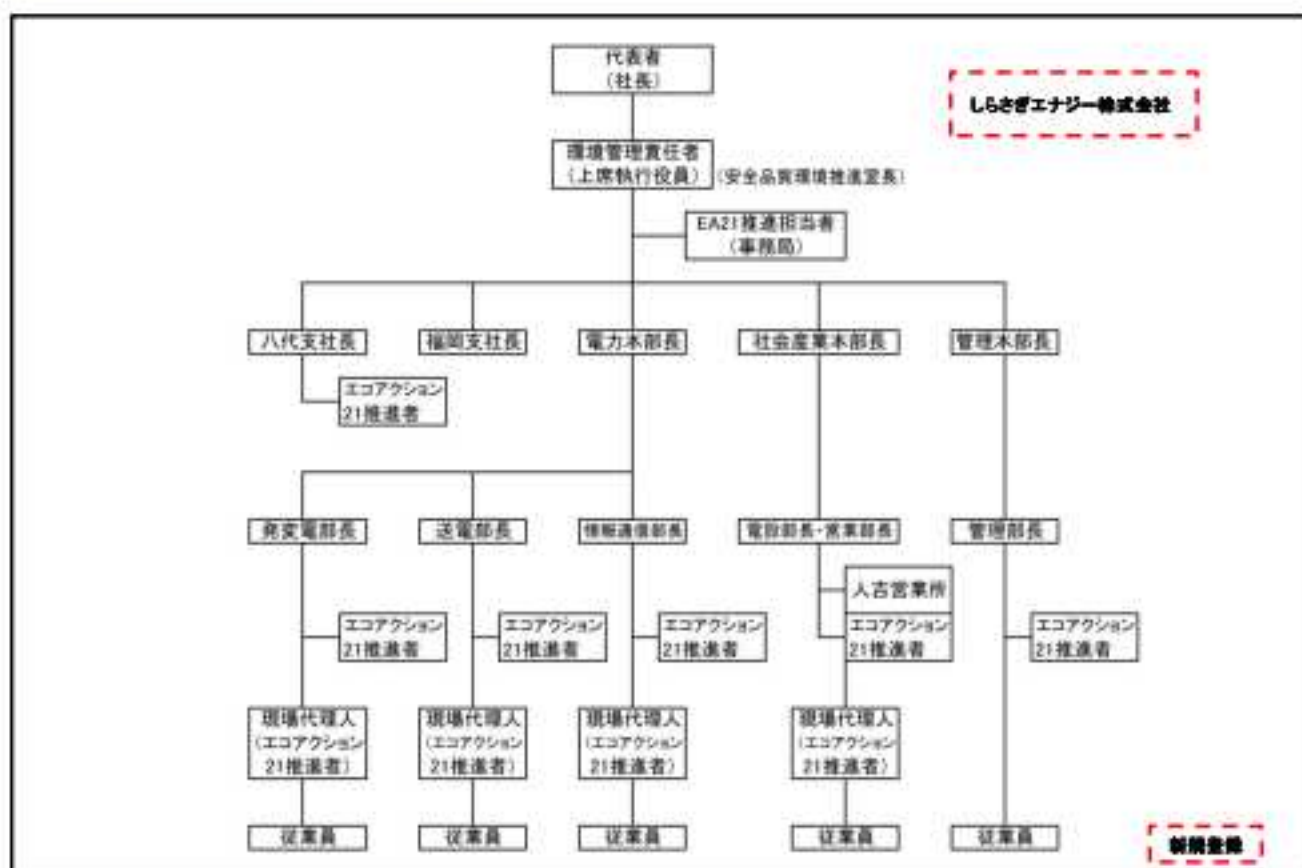 代表者
(社長)
しらさぎエナジー株式会社
環境管理責任者
(上席執行役員)
(安全品質環境推進室長)
EA21推進担当者
(事務局)
八代支社長
福岡支社長
電力本部長
社会産業本部長
管理本部長
エコアクション
21推進者
発変電部長
送電部長
情報通信部長
電設部長・営業部長
管理部長
人吉営業所
エコアクション
21推進者
エコアクション
21推進者
エコアクション
21推進者
エコアクション
21推進者
エコアクション
21推進者
現場代理人
(エコアクション
21推進者)
現場代理人
(エコアクション
21推進者)
現場代理人
(エコアクション
21推進者)
現場代理人
(エコアクション
21推進者)
従業員
従業員
従業員
従業員
従業員
新規登録